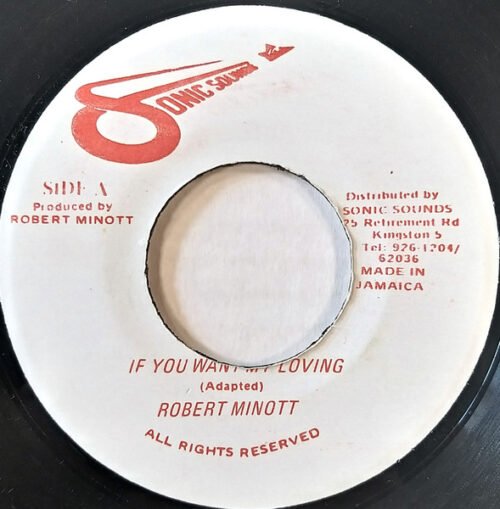 SONIC SOUNDS
SIDE A
Produced by
ROBERT MINOTT
Distributed by
SONIC SOUNDS
25 Retirement Rd
Kingston 5
Tel: 926-1204/
62036
MADE IN
JAMAICA
IF YOU WANT MY LOVING
(Adapted)
ROBERT MINOTT
ALL RIGHTS RESERVED